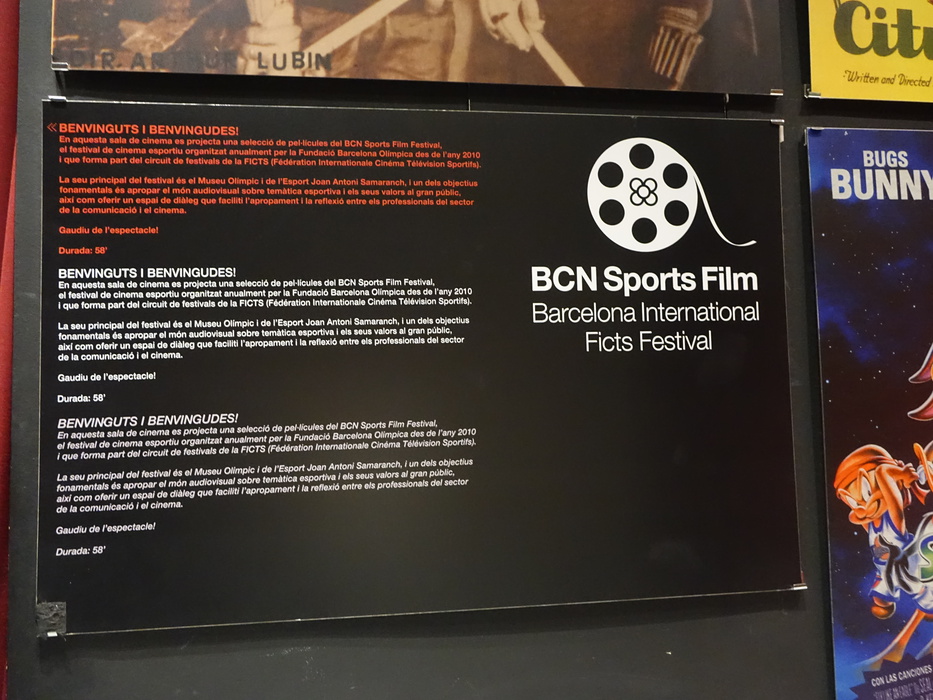 DIR. ARTHUR LUBIN
«BENVINGUTS I BENVINGUDES!
En aquesta sala de cinema es projecta una selecció de pel·lícules del BCN Sports Film Festival,
el festival de cinema esportiu organitzat anualment per la Fundació Barcelona Olímpica des de l'any 2010
i que forma part del circuit de festivals de la FICTS (Fédération Internationale Cinéma Télévision Sportifs).
La seu principal del festival és el Museu Olímpic i de l'Esport Joan Antoni Samaranch, i un dels objectius
fonamentals és apropar el món audiovisual sobre temàtica esportiva i els seus valors al gran públic,
així com oferir un espai de diàleg que faciliti l'apropament i la reflexió entre els professionals del sector
de la comunicació i el cinema.
Gaudiu de l'espectacle!
Durada: 58'
BENVINGUTS I BENVINGUDES!
En aquesta sala de cinema es projecta una selecció de pel·lícules del BCN Sports Film Festival,
el festival de cinema esportiu organitzat anualment per la Fundació Barcelona Olímpica des de l'any 2010
i que forma part del circuit de festivals de la FICTS (Fédération Internationale Cinéma Télévision Sportifs).
La seu principal del festival és el Museu Olímpic i de l'Esport Joan Antoni Samaranch, i un dels objectius
fonamentals és apropar el món audiovisual sobre temàtica esportiva i els seus valors al gran públic,
així com oferir un espai de diàleg que faciliti l'apropament i la reflexió entre els professionals del sector
de la comunicació i el cinema.
Gaudiu de l'espectacle!
Durada: 58'
BENVINGUTS I BENVINGUDES!
En aquesta sala de cinema es projecta una selecció de pel·lícules del BCN Sports Film Festival,
el festival de cinema esportiu organitzat anualment per la Fundació Barcelona Olímpica des de l'any 2010
i que forma part del circuit de festivals de la FICTS (Fédération Internationale Cinéma Télévision Sportifs).
La seu principal del festival és el Museu Olímpic i de l'Esport Joan Antoni Samaranch, i un dels objectius
fonamentals és apropar el món audiovisual sobre temàtica esportiva i els seus valors al gran públic,
així com oferir un espai de diàleg que faciliti l'apropament i la reflexió entre els professionals del sector
de la comunicació i el cinema.
Gaudiu de l'espectacle!
Durada: 58'
BCN Sports Film
Barcelona International
Ficts Festival
Written and Directed
BUGS
BUNNY
CON LAS CANCIONES